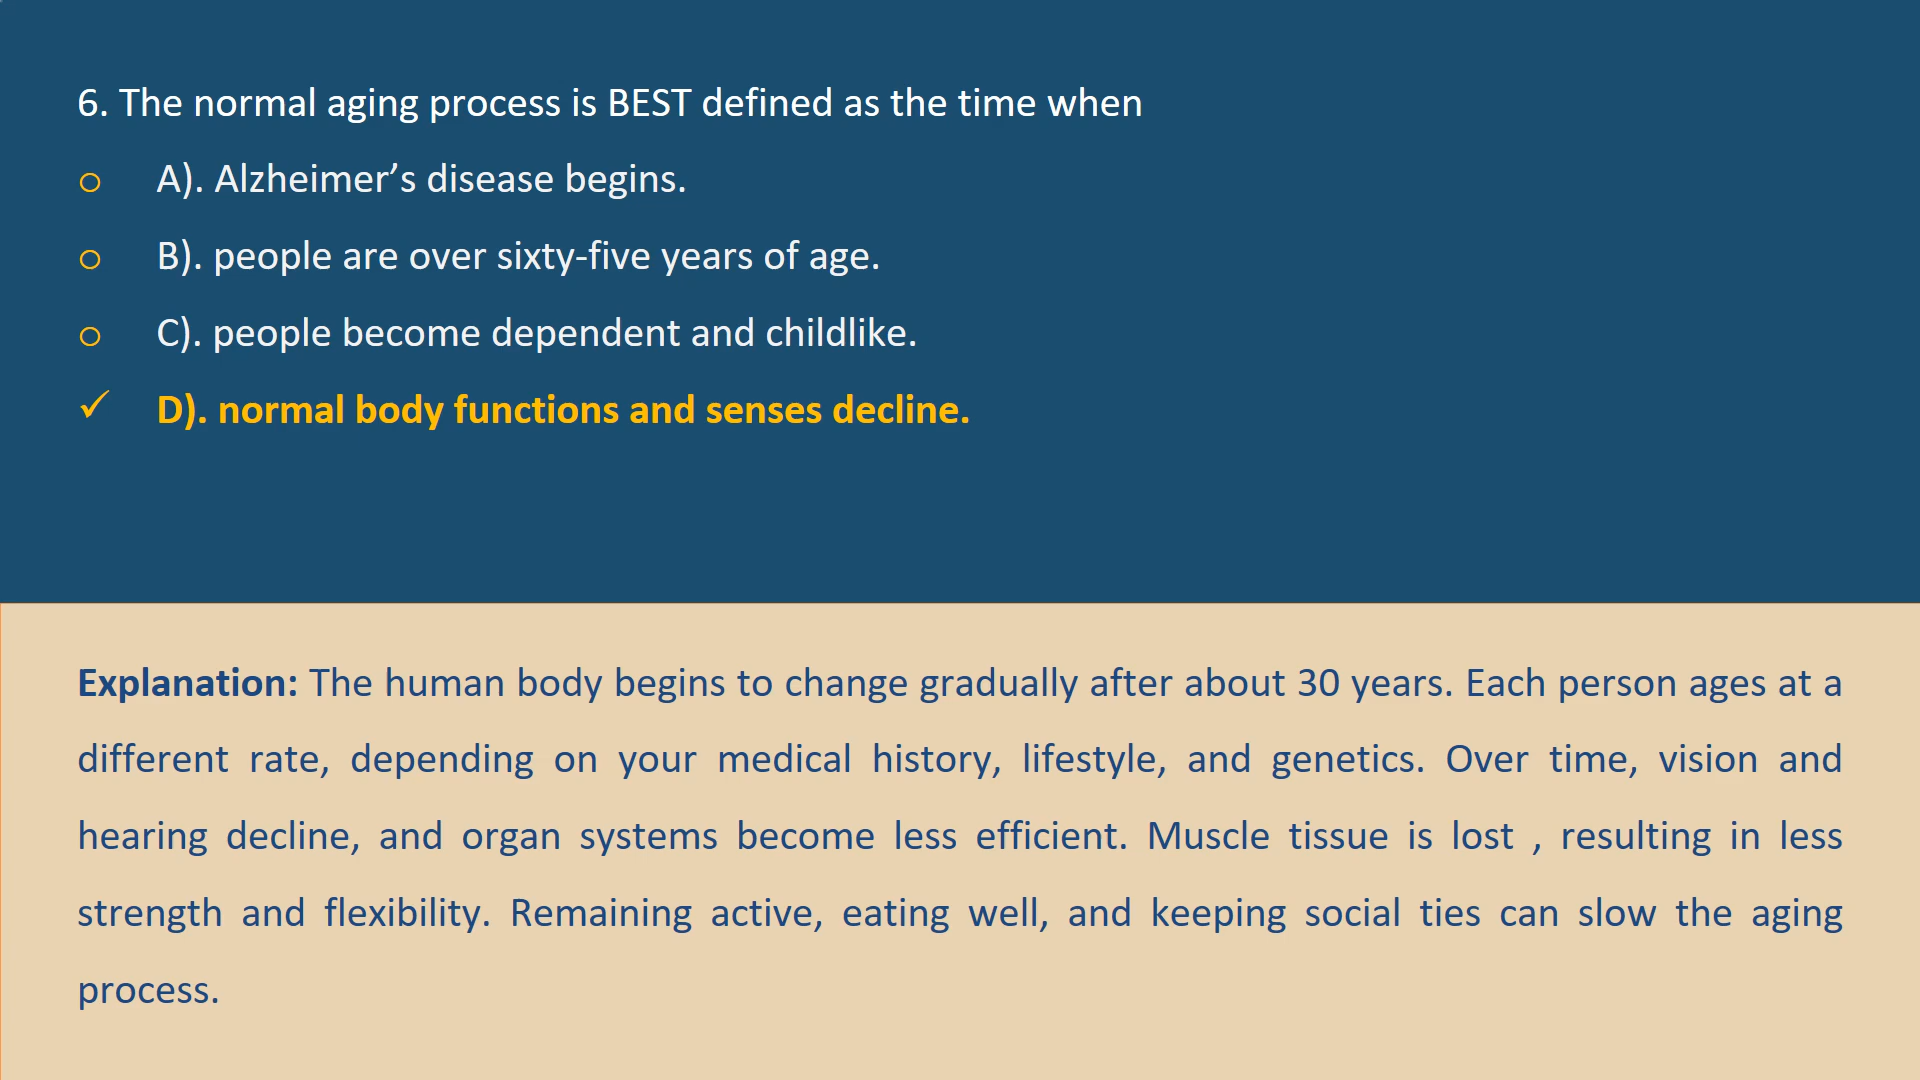 6. The normal aging process is BEST defined as the time when
A). Alzheimer’s disease begins.
B). people are over sixty-five years of age.
C). people become dependent and childlike.
D). normal body functions and senses decline.
Explanation: The human body begins to change gradually after about 30 years. Each person ages at a
different rate, depending on your medical history, lifestyle, and genetics. Over time, vision and
hearing decline, and organ systems become less efficient. Muscle tissue is lost , resulting in less
strength and flexibility. Remaining active, eating well, and keeping social ties can slow the aging
process.